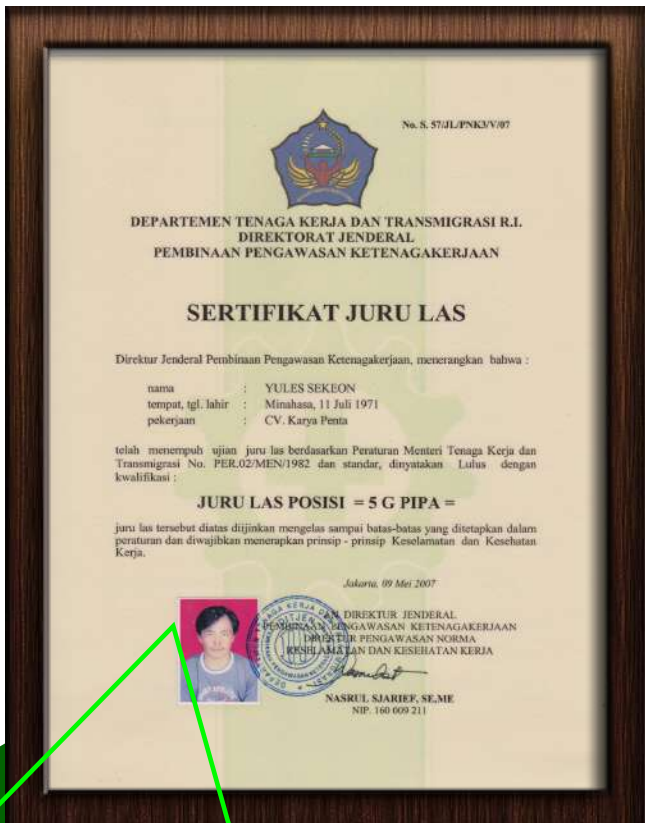 No. S. 57/JL/PNK3/V/07
DEPARTEMEN TENAGA KERJA DAN TRANSMIGRASI R.I.
DIREKTORAT JENDERAL
PEMBINAAN PENGAWASAN KETENAGAKERJAAN
SERTIFIKAT JURU LAS
Direktur Jenderal Pembinaan Pengawasan Ketenagakerjaan, menerangkan bahwa :
nama : YULES SEKEON
tempat, tgl. lahir : Minahasa, 11 Juli 1971
pekerjaan : CV. Karya Penta
telah menempuh ujian juru las berdasarkan Peraturan Menteri Tenaga Kerja dan
Transmigrasi No. PER.02/MEN/1982 dan standar, dinyatakan Lulus dengan
kwalifikasi :
JURU LAS POSISI = 5 G PIPA =
juru las tersebut diatas diijinkan mengelas sampai batas-batas yang ditetapkan dalam
peraturan dan diwajibkan menerapkan prinsip - prinsip Keselamatan dan Kesehatan
Kerja.
Jakarta, 09 Mei 2007
AN. DIREKTUR JENDERAL
PEMBINAAN PENGAWASAN KETENAGAKERJAAN
DIREKTUR PENGAWASAN NORMA
KESELAMATAN DAN KESEHATAN KERJA
NASRUL SJARIEF, SE,ME
NIP. 160 009 211